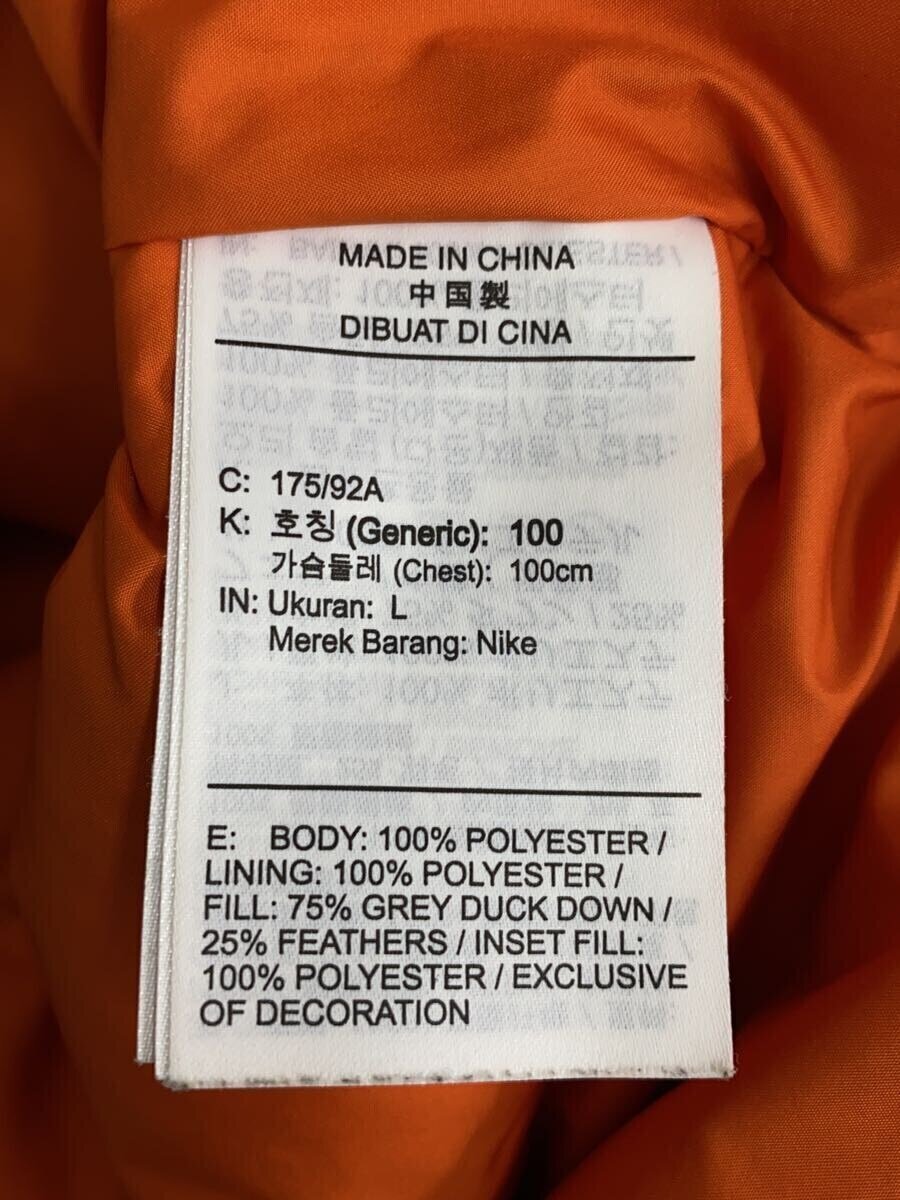 MADE IN CHINA
中国製
DIBUAT DI CINA
C: 175/92A
K: 호칭 (Generic): 100
가슴둘레 (Chest): 100cm
IN: Ukuran: L
Merek Barang: Nike
E: BODY: 100% POLYESTER /
LINING: 100% POLYESTER /
FILL: 75% GREY DUCK DOWN /
25% FEATHERS / INSET FILL:
100% POLYESTER / EXCLUSIVE
OF DECORATION